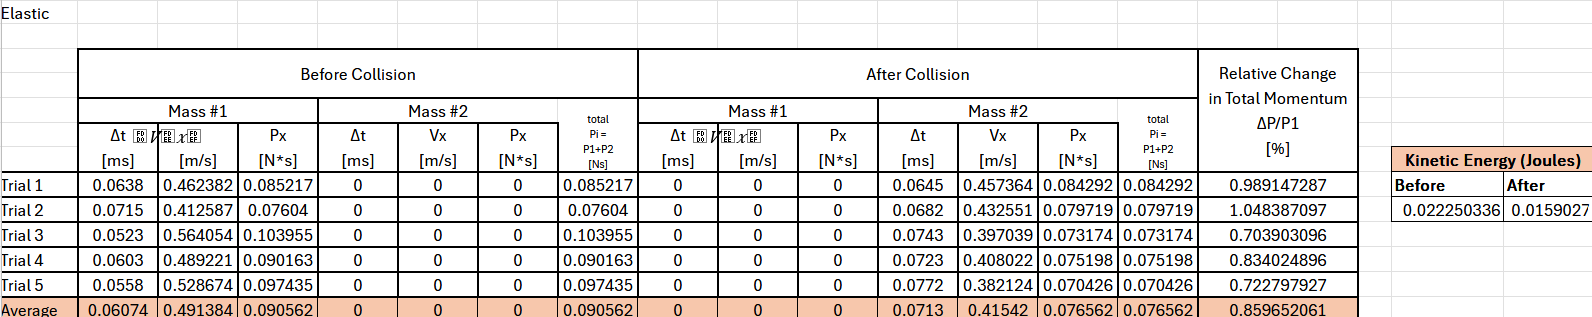 Elastic
Before Collision After Collision Relative Change
in Total Momentum
ΔP/P1
[%]
Mass #1 Mass #2 total
Pi =
P1+P2
[Ns] Mass #1 Mass #2 total
Pi =
P1+P2
[Ns]
Δt Px Δt Vx Px Δt Px Δt Vx Px
[ms] [m/s] [N*s] [ms] [m/s] [N*s] [ms] [m/s] [N*s] [ms] [m/s] [N*s]
Kinetic Energy (Joules)
Before After
0.022250336 0.0159027
Trial 1 0.0638 0.462382 0.085217 0 0 0 0.085217 0 0 0 0.0645 0.457364 0.084292 0.084292 0.989147287
Trial 2 0.0715 0.412587 0.07604 0 0 0 0.07604 0 0 0 0.0682 0.432551 0.079719 0.079719 1.048387097
Trial 3 0.0523 0.564054 0.103955 0 0 0 0.103955 0 0 0 0.0743 0.397039 0.073174 0.073174 0.703903096
Trial 4 0.0603 0.489221 0.090163 0 0 0 0.090163 0 0 0 0.0723 0.408022 0.075198 0.075198 0.834024896
Trial 5 0.0558 0.528674 0.097435 0 0 0 0.097435 0 0 0 0.0772 0.382124 0.070426 0.070426 0.722797927
Average 0.06074 0.491384 0.090562 0 0 0 0.090562 0 0 0 0.0713 0.41542 0.076562 0.076562 0.859652061